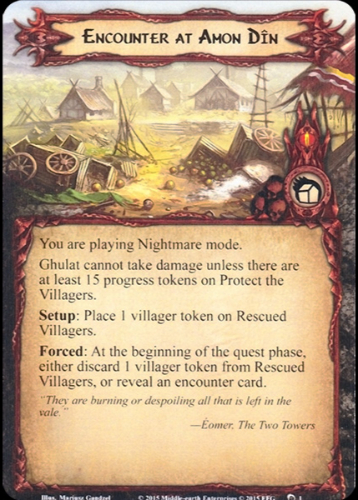 ENCOUNTER AT AMON DÎN
You are playing Nightmare mode.
Ghulat cannot take damage unless there are
at least 15 progress tokens on Protect the
Villagers.
Setup: Place 1 villager token on Rescued
Villagers.
Forced: At the beginning of the quest phase,
either discard 1 villager token from Rescued
Villagers, or reveal an encounter card.
"They are burning or despoiling all that is left in the
vale."
—Éomer, The Two Towers
Illus. Mariusz Gandzel
© 2015 Middle-earth Enterprises © 2015 FFG
1